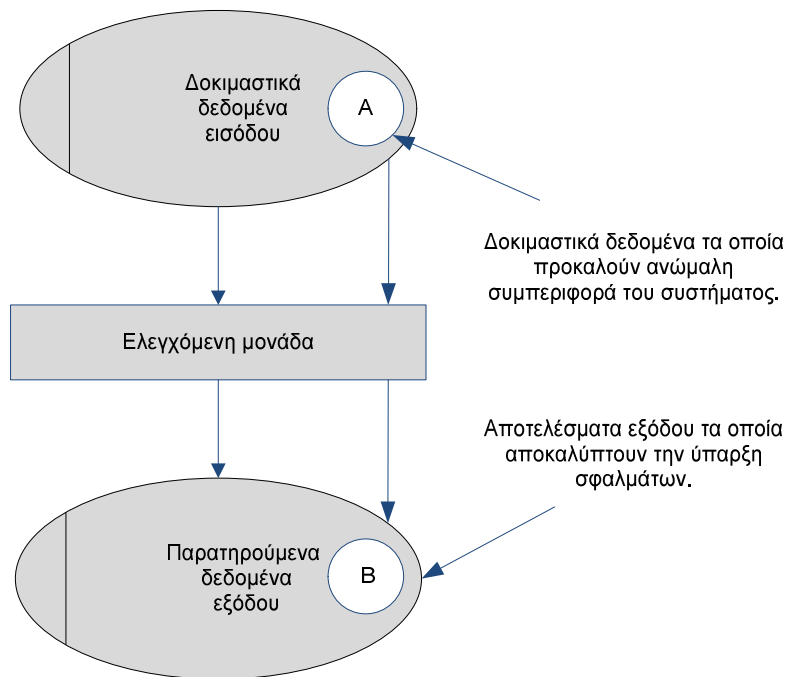 Δοκιμαστικά
δεδομένα
εισόδου
A
Δοκιμαστικά δεδομένα τα οποία
προκαλούν ανώμαλη
συμπεριφορά του συστήματος.
Ελεγχόμενη μονάδα
Αποτελέσματα εξόδου τα οποία
αποκαλύπτουν την ύπαρξη
σφαλμάτων.
Παρατηρούμενα
δεδομένα
εξόδου
B